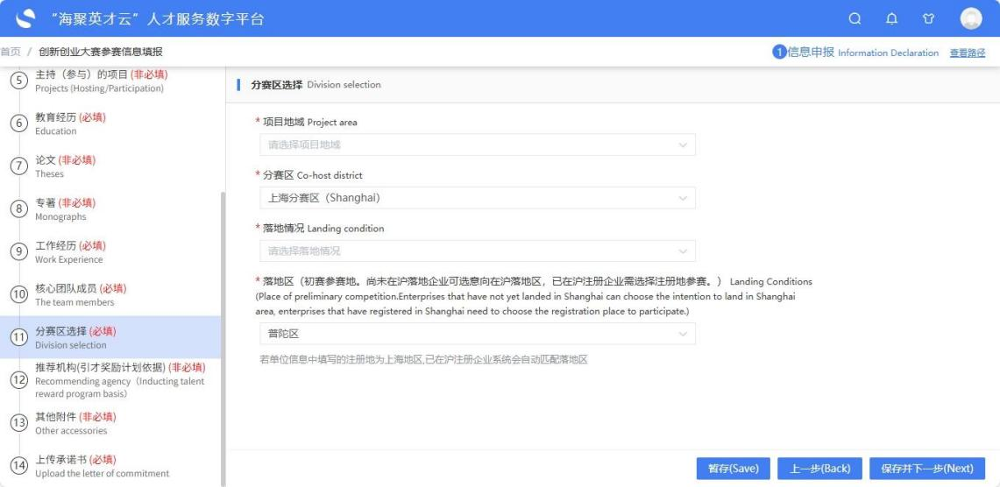 “海聚英才云”人才服务数字平台
首页 / 创新创业大赛参赛信息填报
1 信息申报 Information Declaration 查看路径
5 主持（参与）的项目 (非必填)
Projects (Hosting/Participation)
6 教育经历 (必填)
Education
7 论文 (非必填)
Theses
8 专著 (非必填)
Monographs
9 工作经历 (必填)
Work Experience
10 核心团队成员 (必填)
The team members
11 分赛区选择 (必填)
Division selection
12 推荐机构(引才奖励计划依据) (非必填)
Recommending agency（Inducting talent
reward program basis）
13 其他附件 (非必填)
Other accessories
14 上传承诺书 (必填)
Upload the letter of commitment
分赛区选择 Division selection
* 项目地域 Project area
请选择项目地域
* 分赛区 Co-host district
上海分赛区（Shanghai）
* 落地情况 Landing condition
请选择落地情况
* 落地区（初赛参赛地。尚未在沪落地企业可选意向在沪落地区，已在沪注册企业需选择注册地参赛。） Landing Conditions
(Place of preliminary competition.Enterprises that have not yet landed in Shanghai can choose the intention to land in Shanghai
area, enterprises that have registered in Shanghai need to choose the registration place to participate.)
普陀区
若单位信息中填写的注册地为上海地区,已在沪注册企业系统会自动匹配落地区
暂存(Save)
上一步(Back)
保存并下一步(Next)